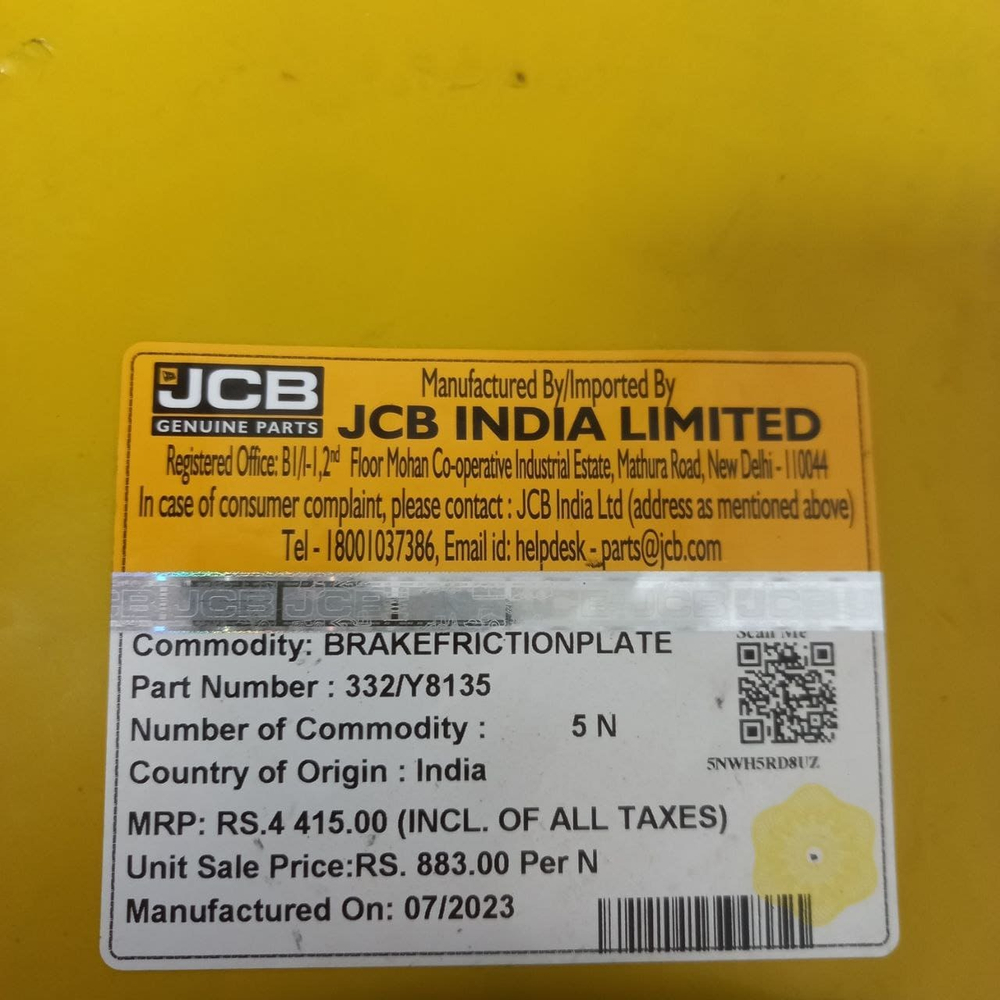 JCB
GENUINE PARTS
Manufactured By/Imported By
JCB INDIA LIMITED
Registered Office: B1/I-1,2nd Floor Mohan Co-operative Industrial Estate, Mathura Road, New Delhi - 110044
In case of consumer complaint, please contact : JCB India Ltd (address as mentioned above)
Tel - 18001037386, Email id: helpdesk - parts@jcb.com
JCB JCB JCB
Commodity: BRAKEFRICTIONPLATE
Scan Me
Part Number : 332/Y8135
Number of Commodity : 5 N
5NWH5RD8UZ
Country of Origin : India
MRP: RS.4 415.00 (INCL. OF ALL TAXES)
Unit Sale Price:RS. 883.00 Per N
Manufactured On: 07/2023